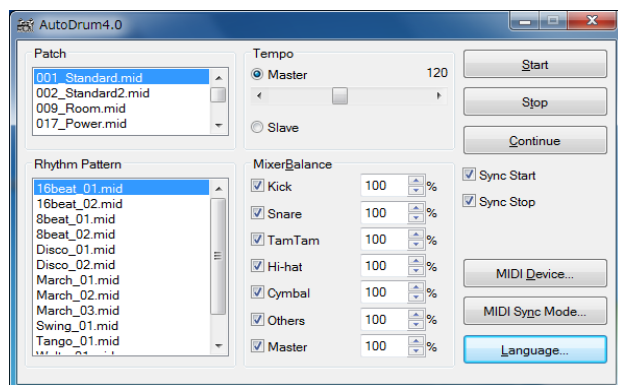 AutoDrum4.0
Patch
001_Standard.mid
002_Standard2.mid
009_Room.mid
017_Power.mid
Rhythm Pattern
16beat_01.mid
16beat_02.mid
8beat_01.mid
8beat_02.mid
Disco_01.mid
Disco_02.mid
March_01.mid
March_02.mid
March_03.mid
Swing_01.mid
Tango_01.mid
Tempo
Master 120
Slave
MixerBalance
Kick 100 %
Snare 100 %
TamTam 100 %
Hi-hat 100 %
Cymbal 100 %
Others 100 %
Master 100 %
Start
Stop
Continue
Sync Start
Sync Stop
MIDI Device...
MIDI Sync Mode...
Language...